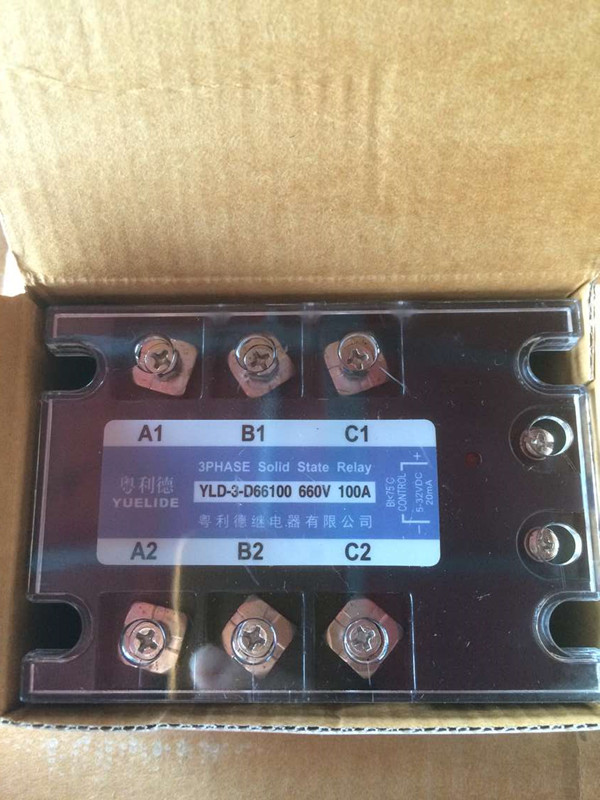 A1 B1 C1
3PHASE Solid State Relay
粤利德
YUELIDE
YLD-3-D66100 660V 100A
粤利德继电器有限公司
A2 B2 C2
B<75℃
CONTROL
5-32VDC
20mA
+
−